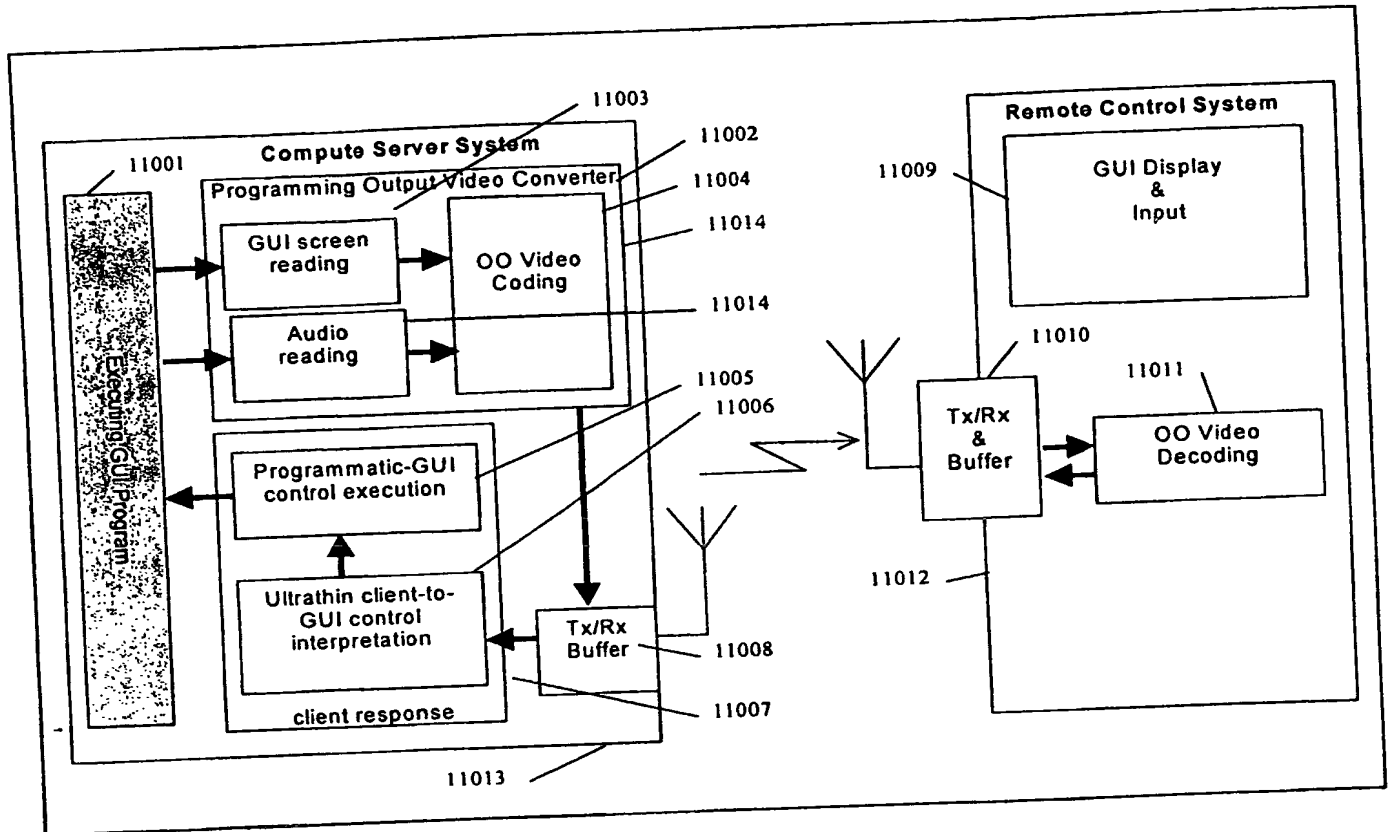 11003
Remote Control System
11001
Compute Server System
11002
Programming Output Video Converter
11004
11009
GUI Display
&
Input
GUI screen
reading
OO Video
Coding
11014
Audio
reading
11014
Executing GUI Program
11010
11011
11005
11006
Tx/Rx
&
Buffer
OO Video
Decoding
Programmatic-GUI
control execution
Ultrathin client-to-
GUI control
interpretation
11012
Tx/Rx
Buffer
11008
client response
11007
11013